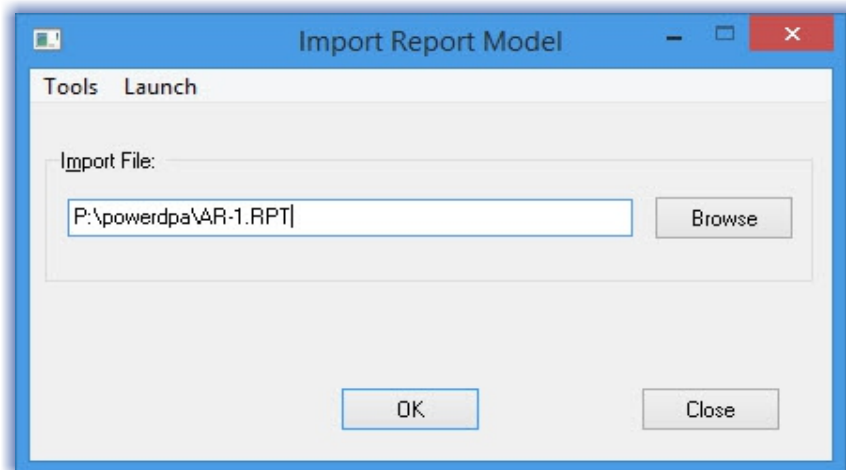 Import Report Model
Tools Launch
Import File:
P:\powerdpa\AR-1.RPT
Browse
OK
Close